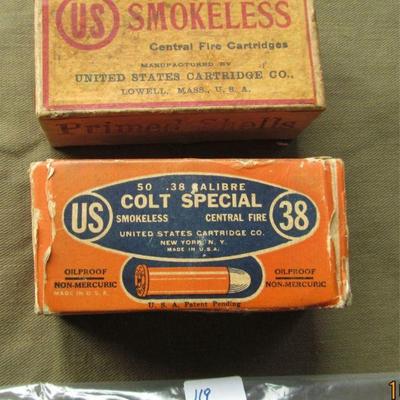 US SMOKELESS
Central Fire Cartridges
MANUFACTURED BY
UNITED STATES CARTRIDGE CO.,
LOWELL, MASS., U. S. A.
Primed Shells
50 .38 CALIBRE
COLT SPECIAL
US SMOKELESS CENTRAL FIRE 38
UNITED STATES CARTRIDGE CO.
NEW YORK, N. Y.
MADE IN U.S.A.
OILPROOF
NON-MERCURIC
MADE IN U.S.A.
OILPROOF
NON-MERCURIC
U. S. A. Patent Pending
119